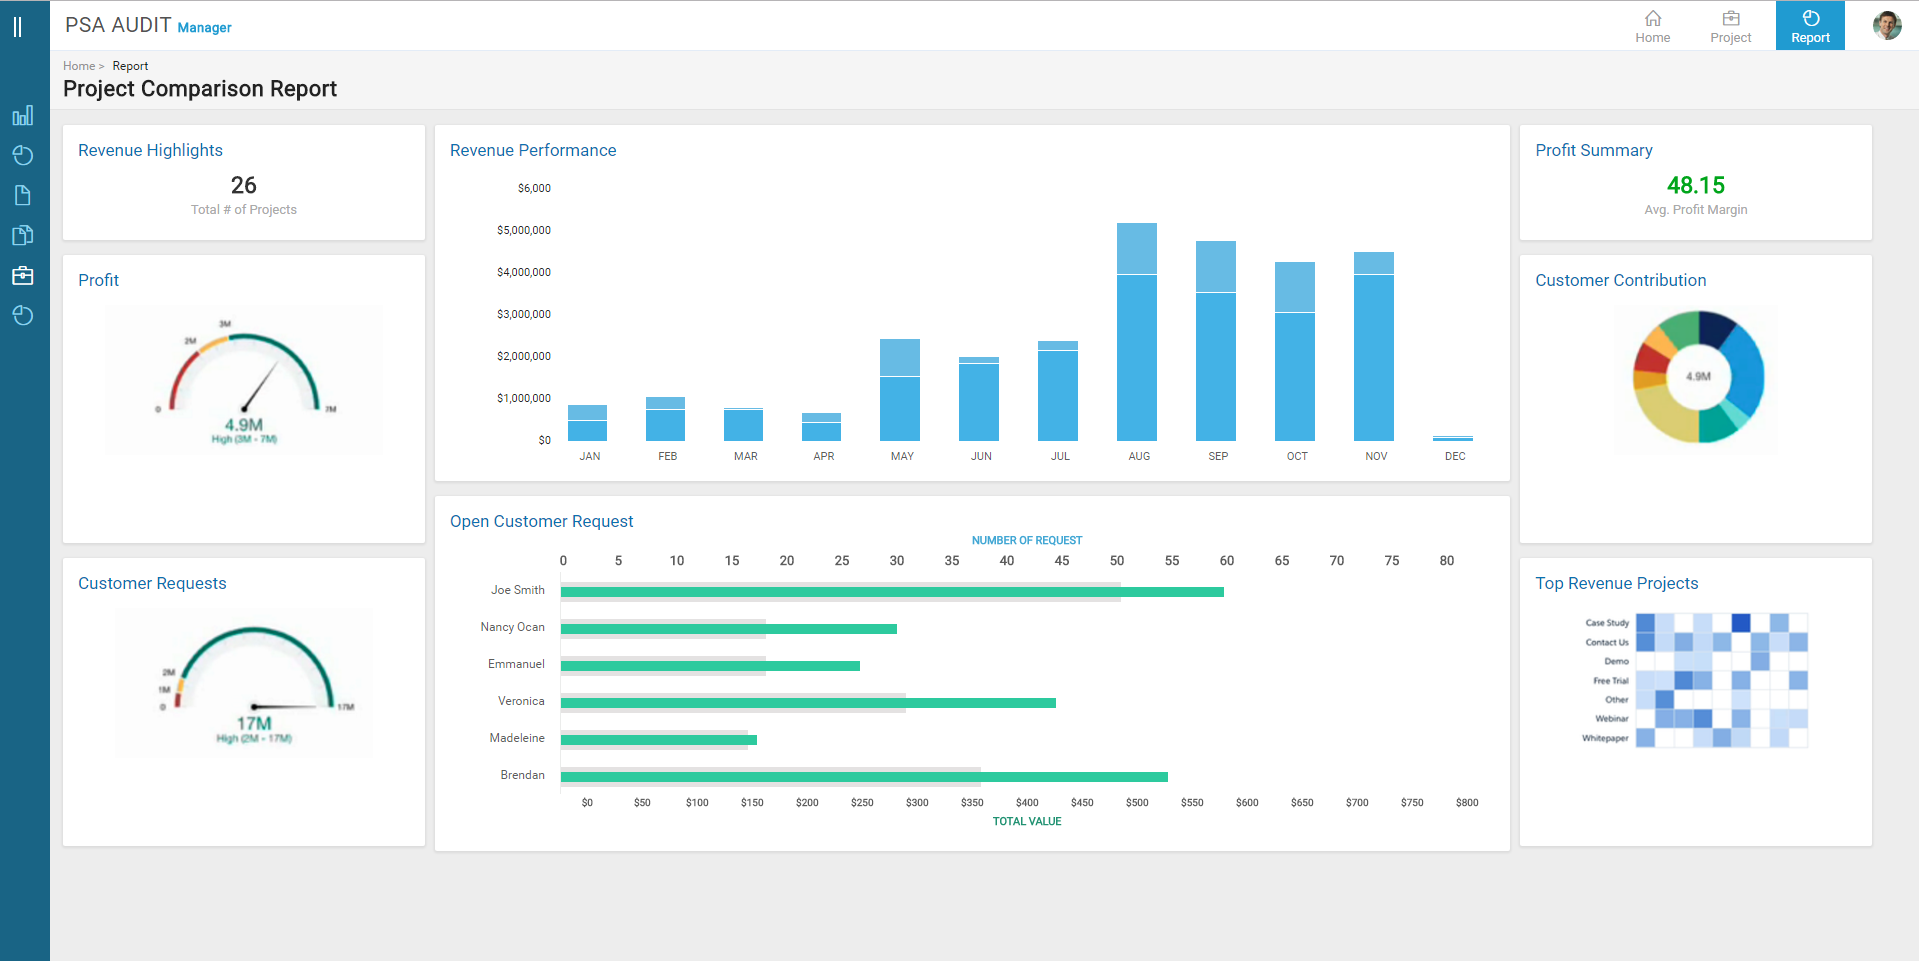 PSA AUDIT Manager
Home
Project
Report
Home > Report
Project Comparison Report
Revenue Highlights
26
Total # of Projects
Profit
0
2M
3M
7M
4.9M
High (3M - 7M)
Customer Requests
0
1M
2M
17M
17M
High (2M - 17M)
Revenue Performance
$6,000
$5,000,000
$4,000,000
$3,000,000
$2,000,000
$1,000,000
$0
JAN FEB MAR APR MAY JUN JUL AUG SEP OCT NOV DEC
Open Customer Request
NUMBER OF REQUEST
0 5 10 15 20 25 30 35 40 45 50 55 60 65 70 75 80
Joe Smith
Nancy Ocan
Emmanuel
Veronica
Madeleine
Brendan
$0 $50 $100 $150 $200 $250 $300 $350 $400 $450 $500 $550 $600 $650 $700 $750 $800
TOTAL VALUE
Profit Summary
48.15
Avg. Profit Margin
Customer Contribution
4.9M
Top Revenue Projects
Case Study
Contact Us
Demo
Free Trial
Other
Webinar
Whitepaper